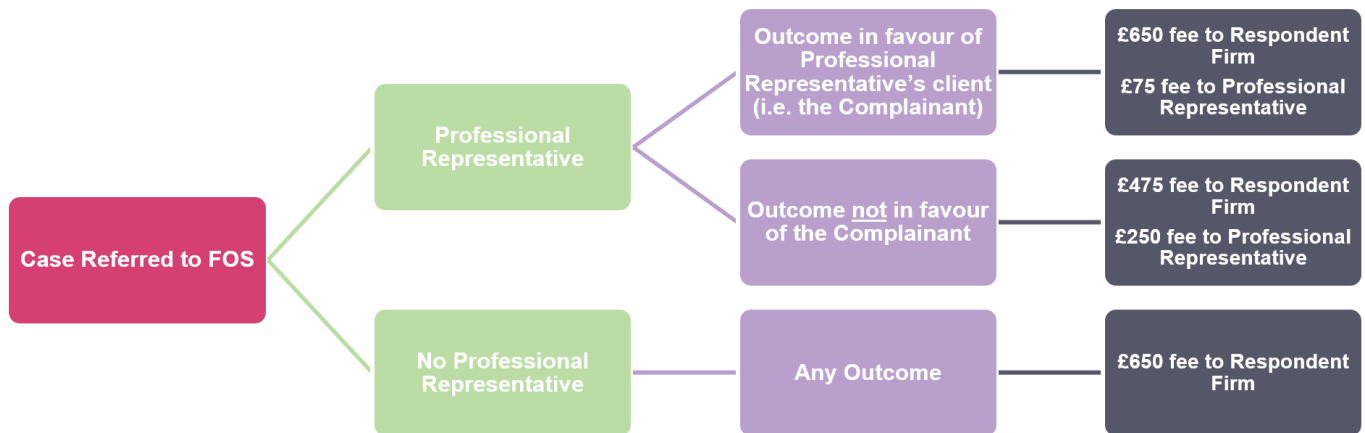 Case Referred to FOS
Professional
Representative
No Professional
Representative
Outcome in favour of
Professional
Representative’s client
(i.e. the Complainant)
Outcome not in favour
of the Complainant
Any Outcome
£650 fee to Respondent
Firm
£75 fee to Professional
Representative
£475 fee to Respondent
Firm
£250 fee to Professional
Representative
£650 fee to Respondent
Firm